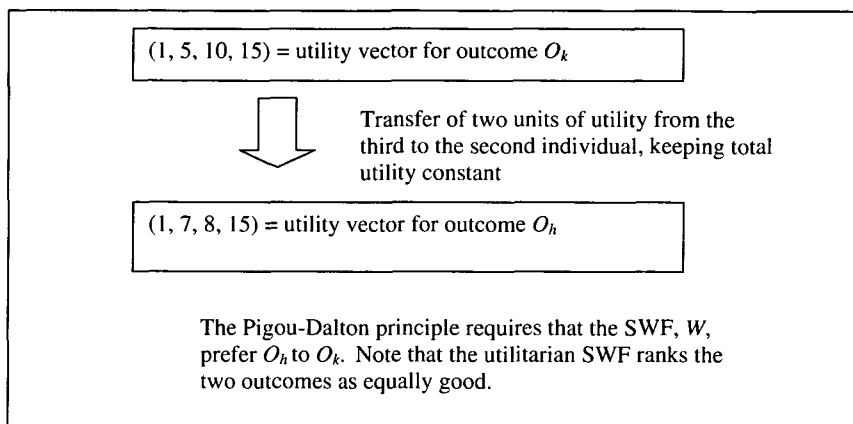 (1, 5, 10, 15) = utility vector for outcome Ok
Transfer of two units of utility from the
third to the second individual, keeping total
utility constant
(1, 7, 8, 15) = utility vector for outcome Oh
The Pigou-Dalton principle requires that the SWF, W,
prefer Oh to Ok. Note that the utilitarian SWF ranks the
two outcomes as equally good.